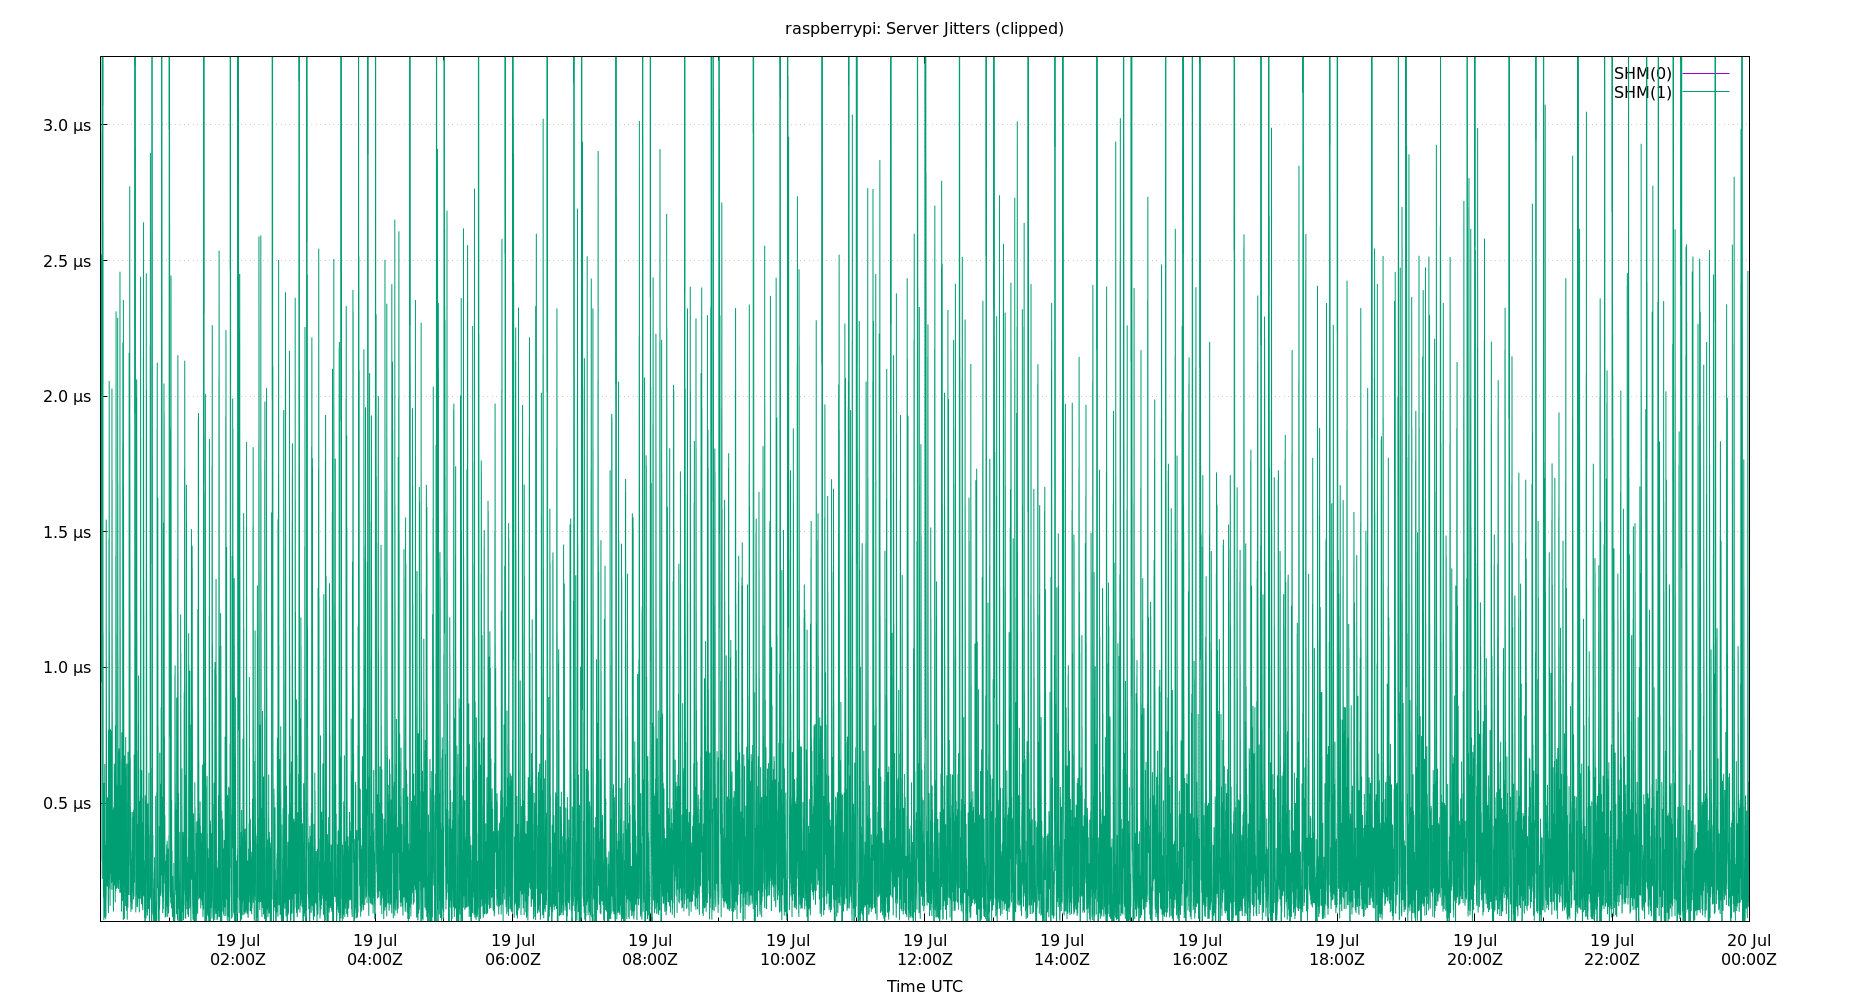 raspberrypi: Server Jitters (clipped)
SHM(0)
SHM(1)
3.0 μs
2.5 μs
2.0 μs
1.5 μs
1.0 μs
0.5 μs
19 Jul 19 Jul 19 Jul 19 Jul 19 Jul 19 Jul 19 Jul 19 Jul 19 Jul 19 Jul 19 Jul 20 Jul
02:00Z 04:00Z 06:00Z 08:00Z 10:00Z 12:00Z 14:00Z 16:00Z 18:00Z 20:00Z 22:00Z 00:00Z
Time UTC